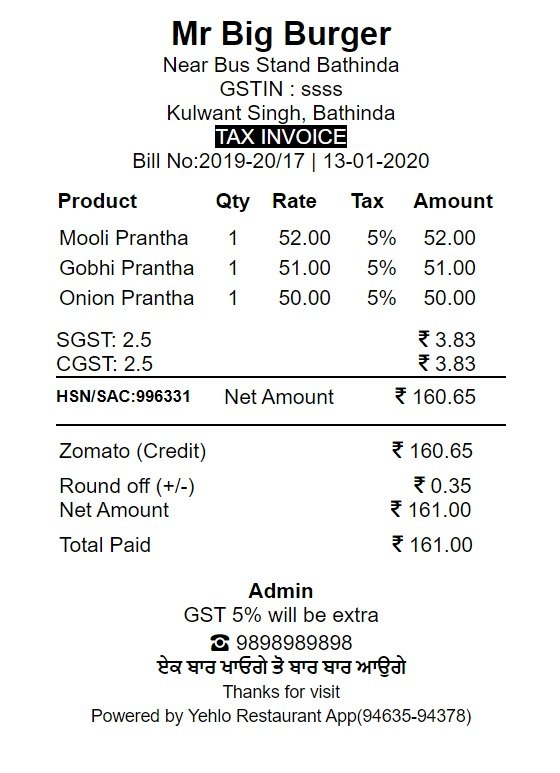 Mr Big Burger
Near Bus Stand Bathinda
GSTIN : ssss
Kulwant Singh, Bathinda
TAX INVOICE
Bill No:2019-20/17 | 13-01-2020
Product Qty Rate Tax Amount
Mooli Prantha 1 52.00 5% 52.00
Gobhi Prantha 1 51.00 5% 51.00
Onion Prantha 1 50.00 5% 50.00
SGST: 2.5 ₹ 3.83
CGST: 2.5 ₹ 3.83
HSN/SAC:996331 Net Amount ₹ 160.65
Zomato (Credit) ₹ 160.65
Round off (+/-) ₹ 0.35
Net Amount ₹ 161.00
Total Paid ₹ 161.00
Admin
GST 5% will be extra
☎ 9898989898
ਏਕ ਬਾਰ ਖਾਓਗੇ ਤੋ ਬਾਰ ਬਾਰ ਆਉਗੇ
Thanks for visit
Powered by Yehlo Restaurant App(94635-94378)